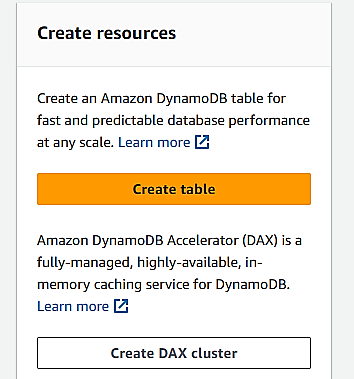 Create resources
Create an Amazon DynamoDB table for
fast and predictable database performance
at any scale. Learn more
Create table
Amazon DynamoDB Accelerator (DAX) is a
fully-managed, highly-available, in-
memory caching service for DynamoDB.
Learn more
Create DAX cluster